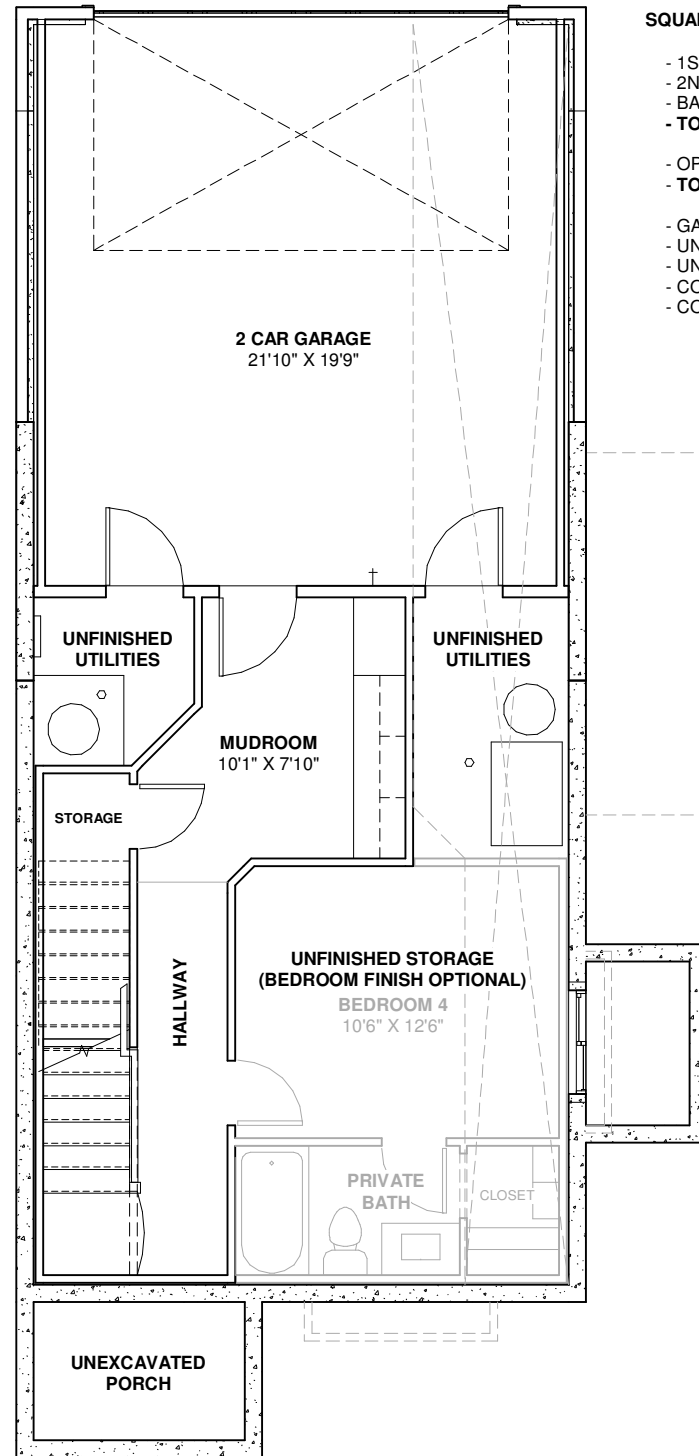 SQUA
- 1S
- 2N
- BA
- TO
- OP
- TO
- GA
- UN
- UN
- CO
- CO
2 CAR GARAGE
21'10" X 19'9"
UNFINISHED
UTILITIES
UNFINISHED
UTILITIES
MUDROOM
10'1" X 7'10"
STORAGE
HALLWAY
UNFINISHED STORAGE
(BEDROOM FINISH OPTIONAL)
BEDROOM 4
10'6" X 12'6"
PRIVATE
BATH
CLOSET
UNEXCAVATED
PORCH